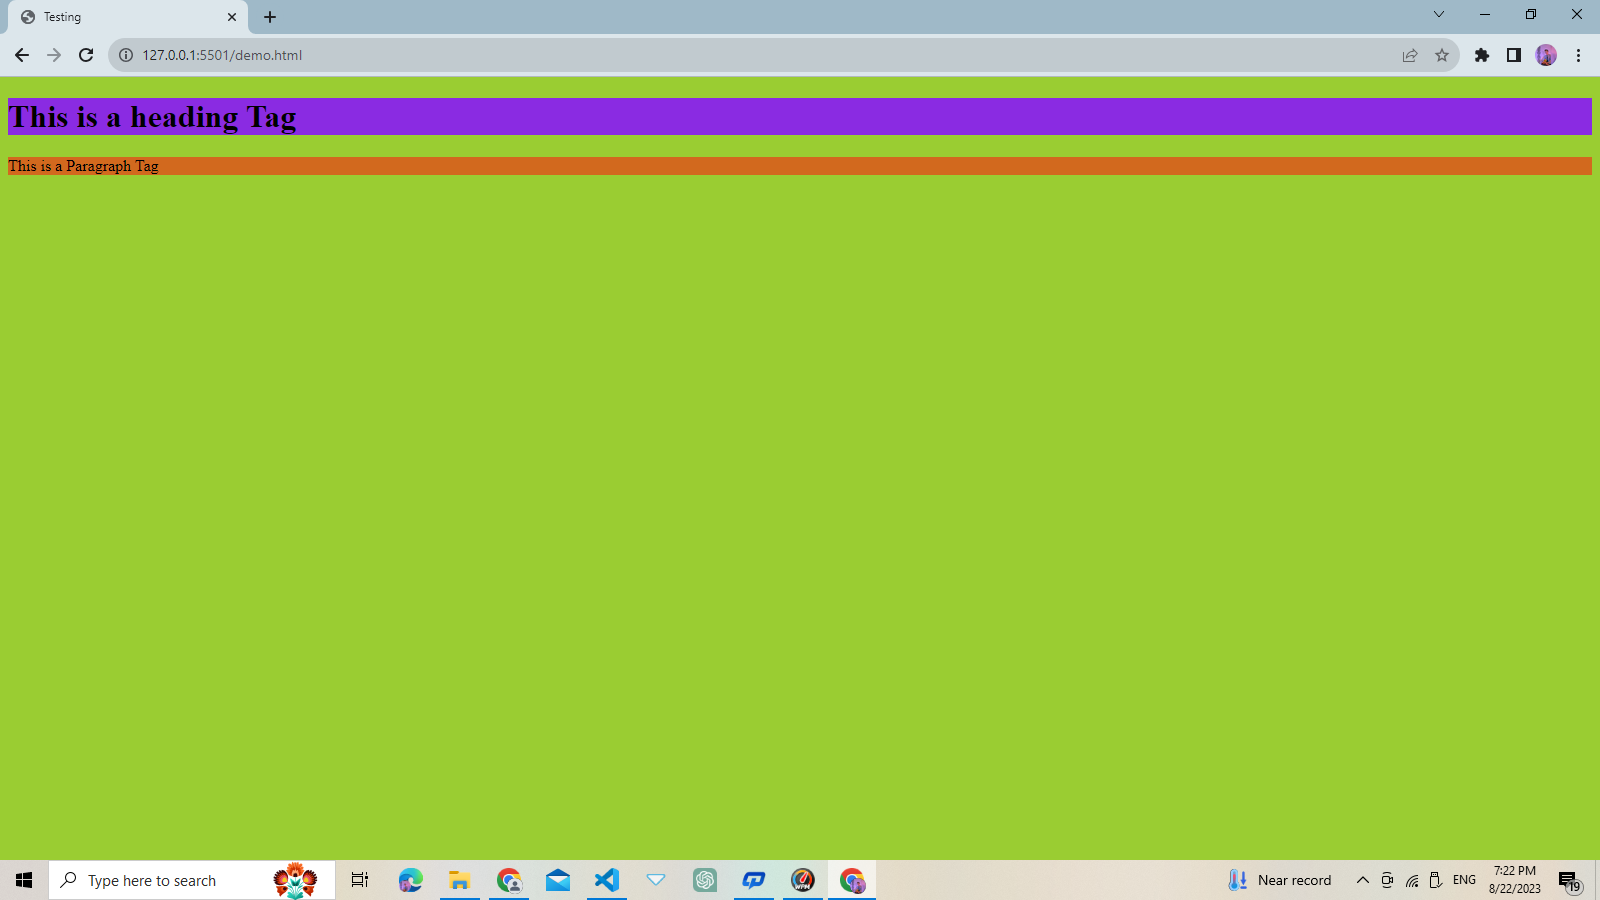 Testing
127.0.0.1:5501/demo.html
This is a heading Tag
This is a Paragraph Tag
Type here to search
WPM
Near record
ENG
7:22 PM
8/22/2023
19